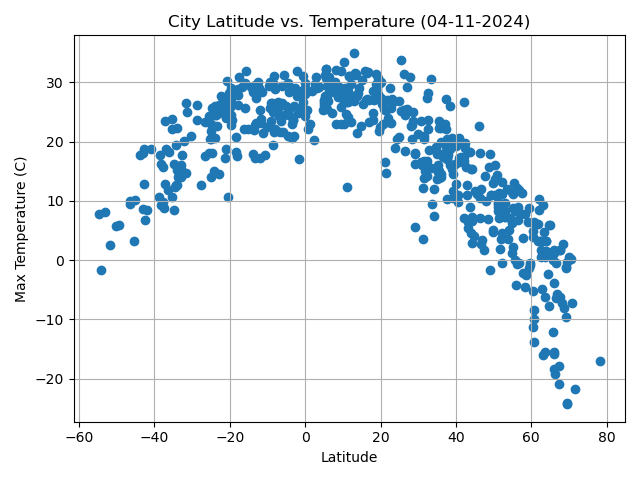 City Latitude vs. Temperature (04-11-2024)
Max Temperature (C)
30
20
10
0
−10
−20
−60 −40 −20 0 20 40 60 80
Latitude